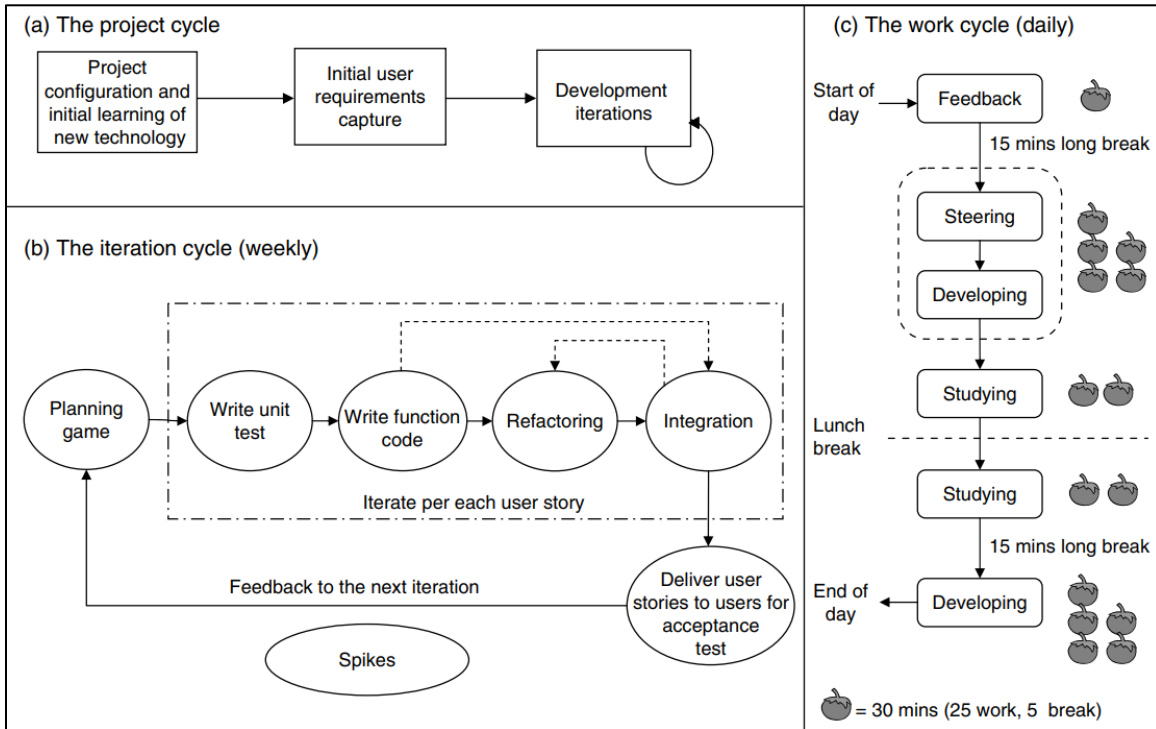 (a) The project cycle
Project
configuration and
initial learning of
new technology
Initial user
requirements
capture
Development
iterations
(b) The iteration cycle (weekly)
Planning
game
Write unit
test
Write function
code
Refactoring
Integration
Iterate per each user story
Feedback to the next iteration
Deliver user
stories to users for
acceptance
test
Spikes
(c) The work cycle (daily)
Start of
day
Feedback
15 mins long break
Steering
Developing
Studying
Lunch
break
Studying
15 mins long break
End of
day
Developing
= 30 mins (25 work, 5 break)